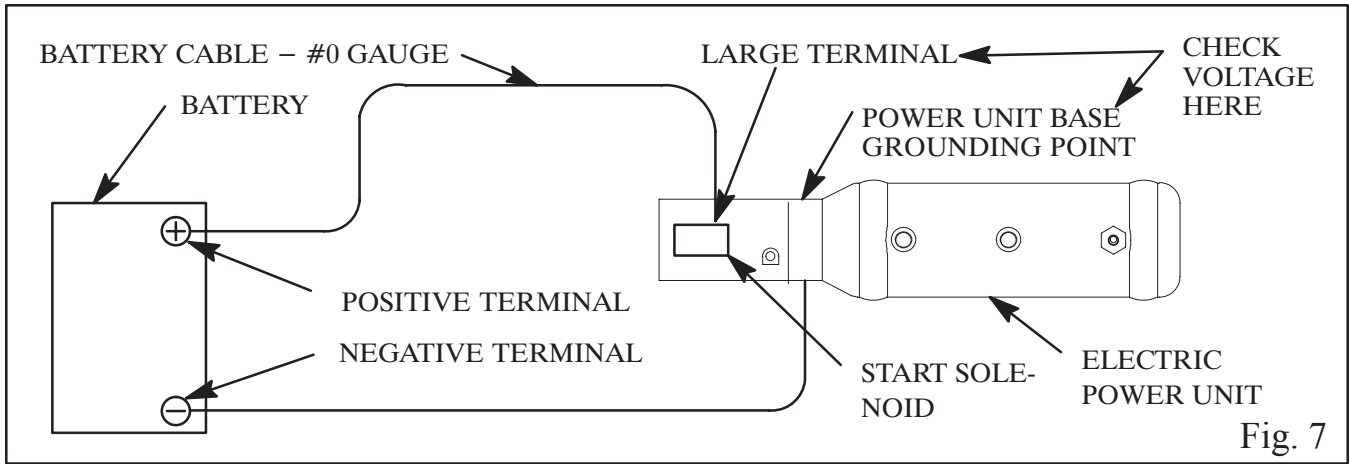 BATTERY CABLE – #0 GAUGE
LARGE TERMINAL
CHECK
VOLTAGE
HERE
BATTERY
POWER UNIT BASE
GROUNDING POINT
+
POSITIVE TERMINAL
NEGATIVE TERMINAL
–
START SOLE-
NOID
ELECTRIC
POWER UNIT
Fig. 7